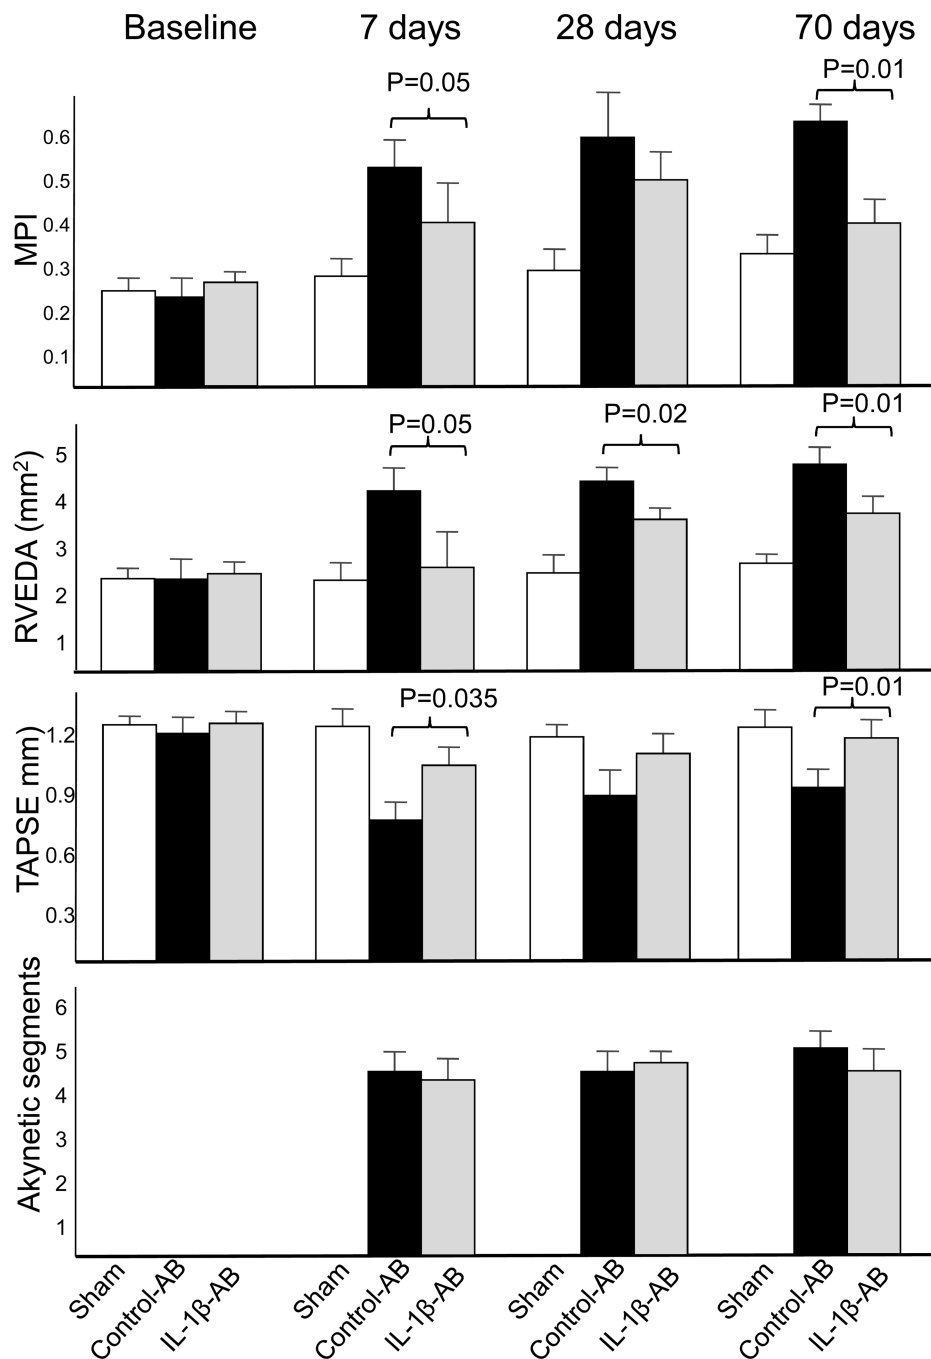 Baseline 7 days 28 days 70 days
P=0.05 P=0.01
MPI
0.6
0.5
0.4
0.3
0.2
0.1
P=0.05 P=0.02 P=0.01
RVEDA (mm²)
5
4
3
2
1
P=0.035 P=0.01
TAPSE mm)
1.2
0.9
0.6
0.3
Akynetic segments
6
5
4
3
2
1
Sham Control-AB IL-1β-AB Sham Control-AB IL-1β-AB Sham Control-AB IL-1β-AB Sham Control-AB IL-1β-AB